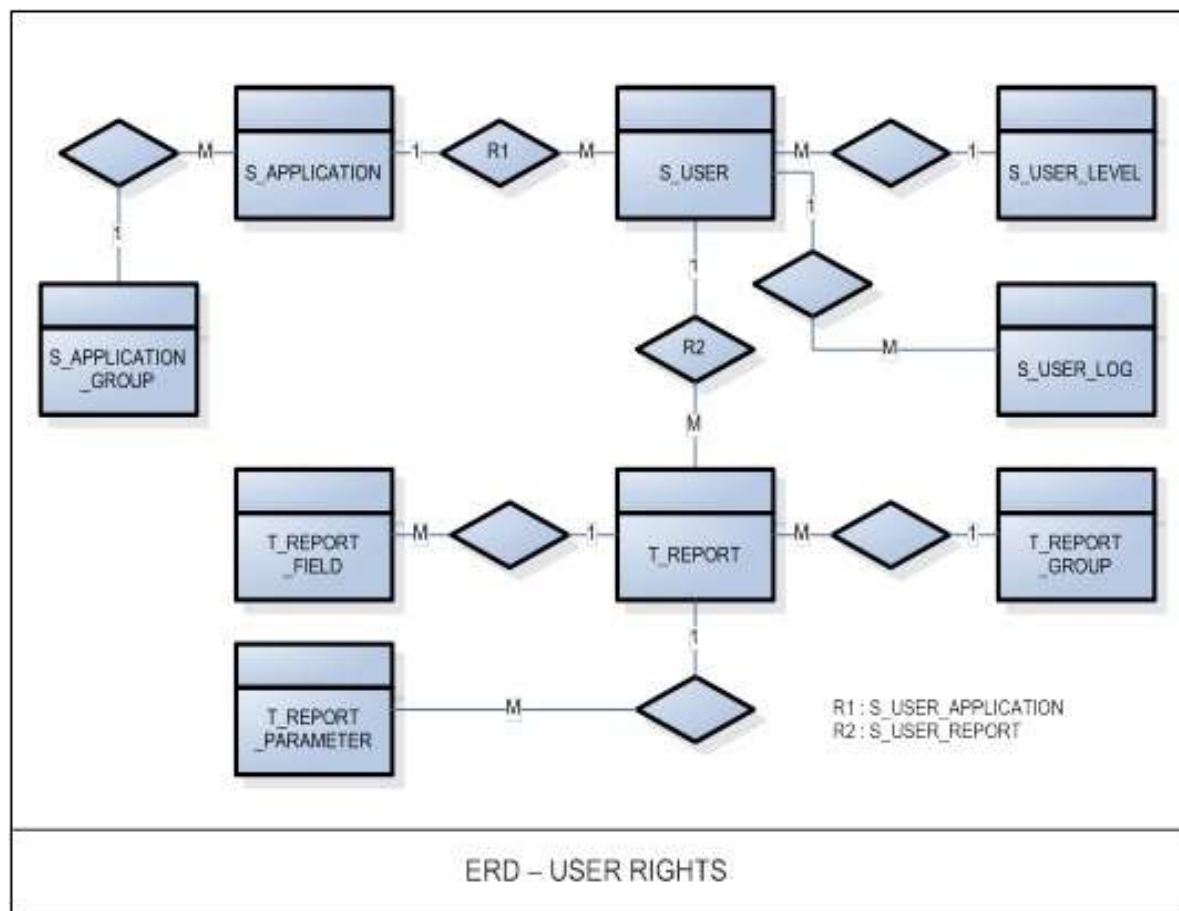 M
S_APPLICATION
1
R1
M
S_USER
M
1
S_USER_LEVEL
1
S_APPLICATION
_GROUP
1
R2
M
1
M
S_USER_LOG
T_REPORT
_FIELD
M
1
T_REPORT
M
1
T_REPORT
_GROUP
1
T_REPORT
_PARAMETER
M
R1 : S_USER_APPLICATION
R2 : S_USER_REPORT
ERD – USER RIGHTS